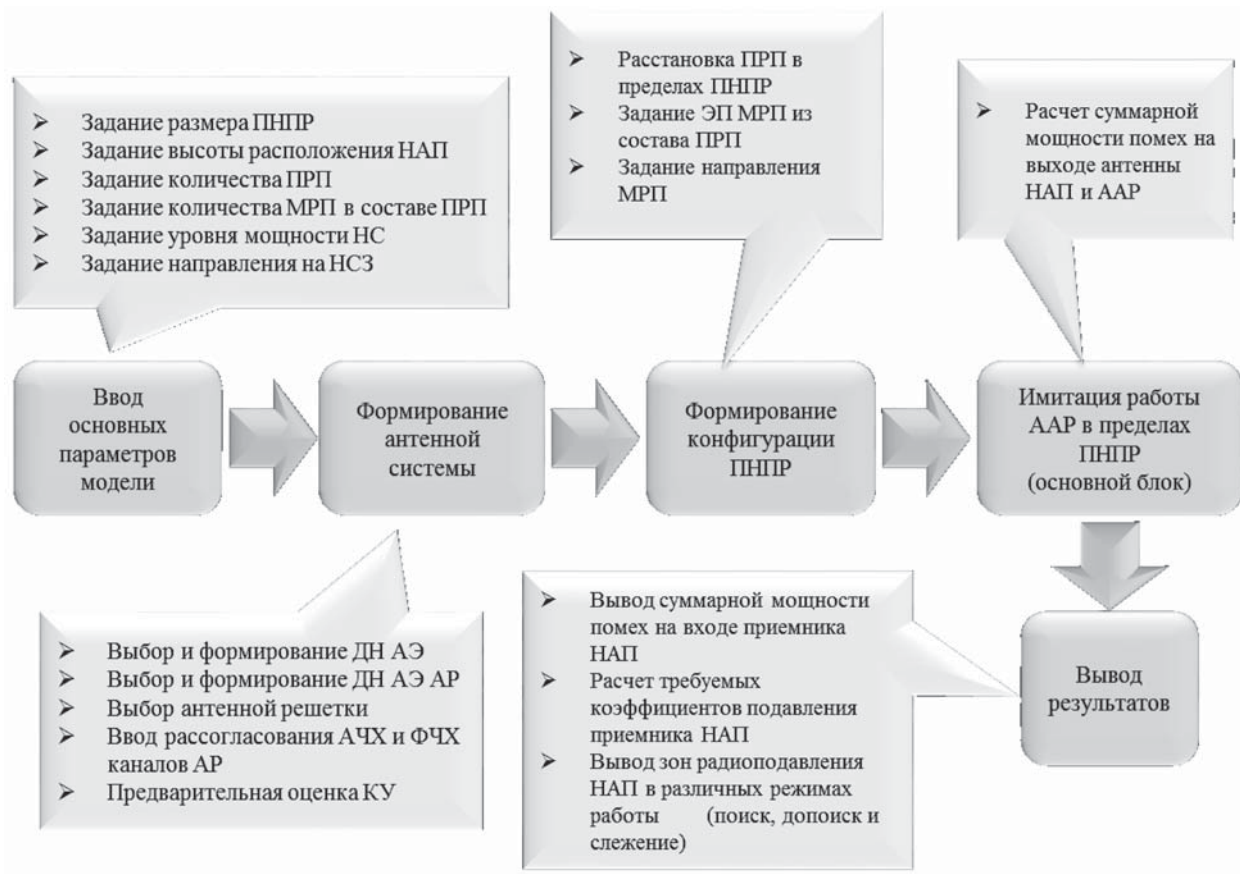 ➤ Задание размера ПНПР
➤ Задание высоты расположения НАП
➤ Задание количества ПРП
➤ Задание количества МРП в составе ПРП
➤ Задание уровня мощности НС
➤ Задание направления на НСЗ
➤ Расстановка ПРП в
пределах ПНПР
➤ Задание ЭП МРП из
состава ПРП
➤ Задание направления
МРП
➤ Расчет суммарной
мощности помех на
выходе антенны
НАП и ААР
Ввод
основных
параметров
модели
Формирование
антенной
системы
Формирование
конфигурации
ПНПР
Имитация работы
ААР в пределах
ПНПР
(основной блок)
➤ Выбор и формирование ДН АЭ
➤ Выбор и формирование ДН АЭ АР
➤ Выбор антенной решетки
➤ Ввод рассогласования АЧХ и ФЧХ
каналов АР
➤ Предварительная оценка КУ
➤ Вывод суммарной мощности
помех на входе приемника
НАП
➤ Расчет требуемых
коэффициентов подавления
приемника НАП
➤ Вывод зон радиоподавления
НАП в различных режимах
работы (поиск, допоиск и
слежение)
Вывод
результатов